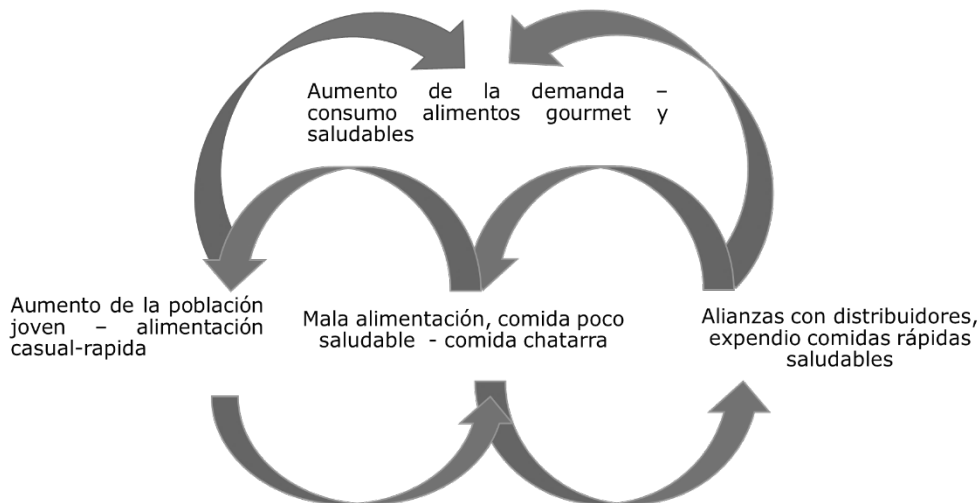 Aumento de la demanda –
consumo alimentos gourmet y
saludables
Aumento de la población
joven – alimentación
casual-rapida
Mala alimentación, comida poco
saludable - comida chatarra
Alianzas con distribuidores,
expendio comidas rápidas
saludables